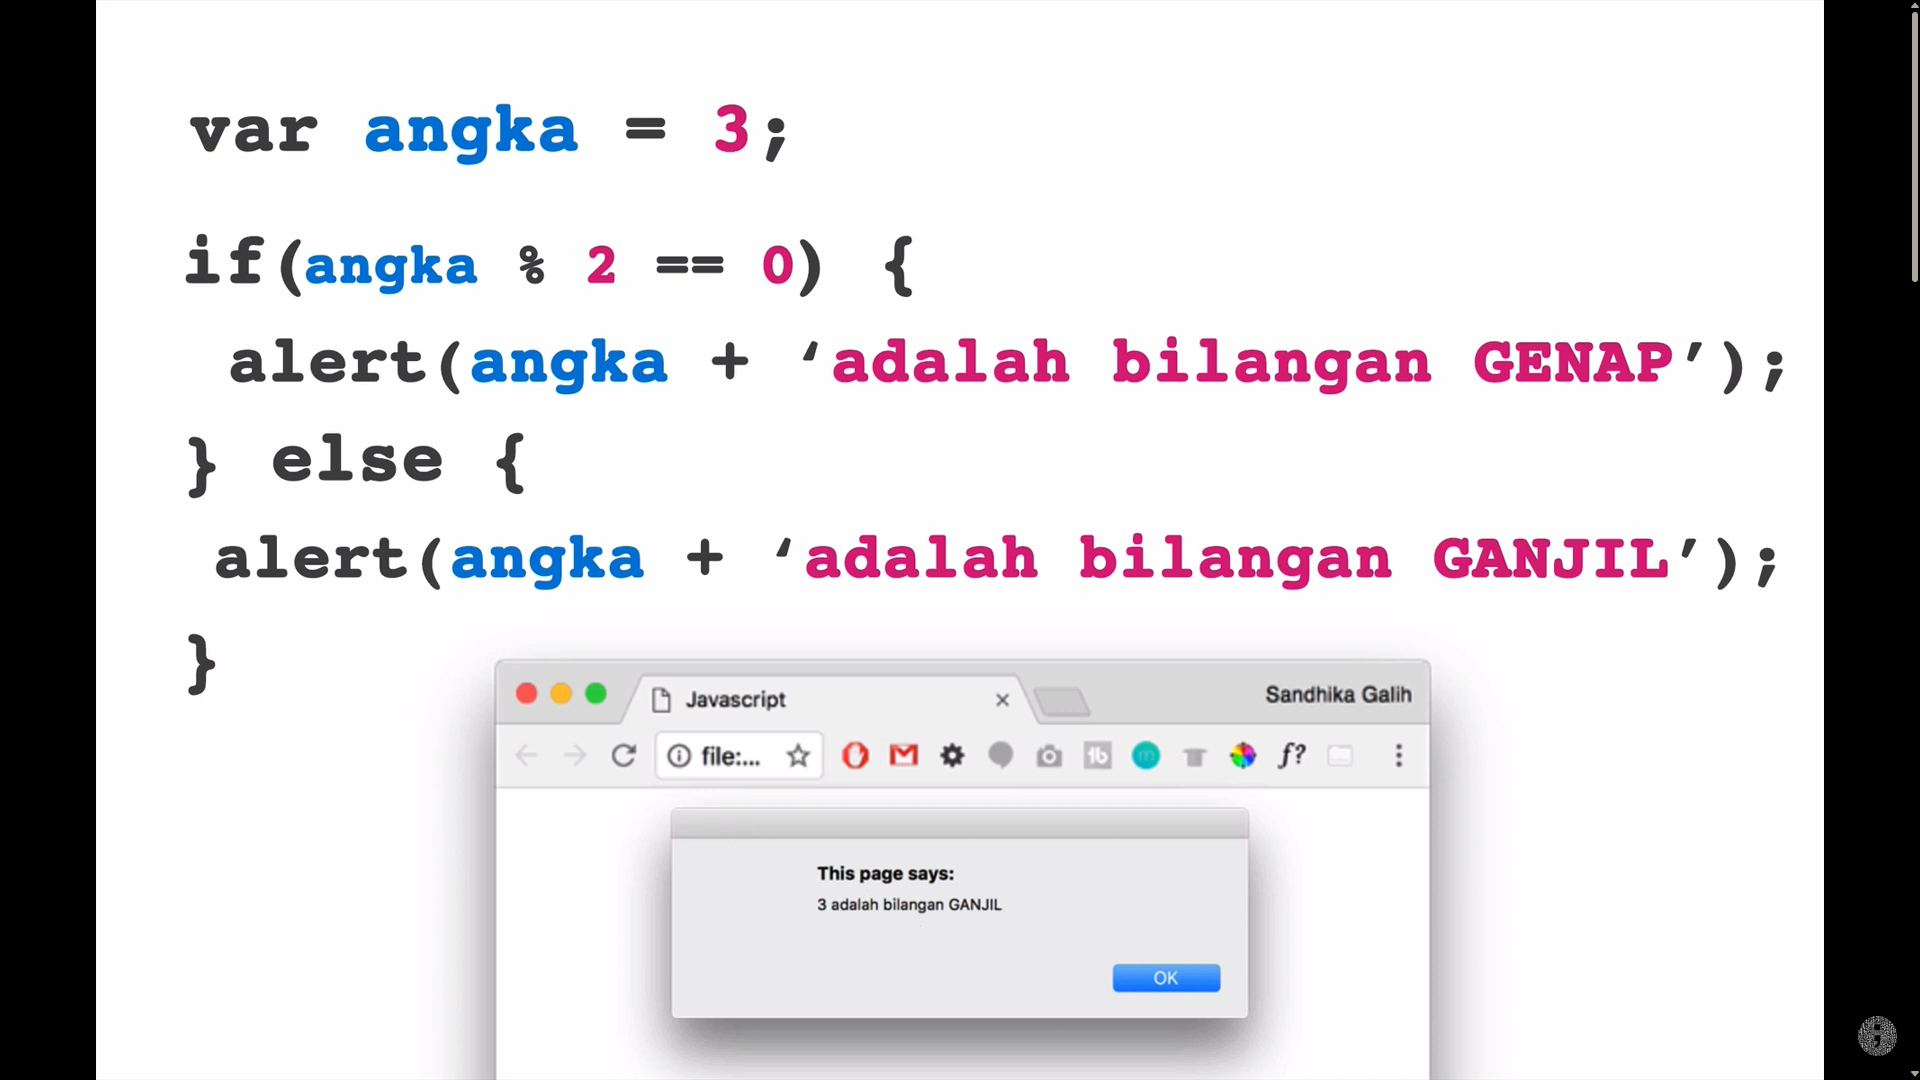 var angka = 3;
if(angka % 2 == 0) {
alert(angka + ‘adalah bilangan GENAP’);
} else {
alert(angka + ‘adalah bilangan GANJIL’);
}
Javascript
Sandhika Galih
file:...
f?
This page says:
3 adalah bilangan GANJIL
OK